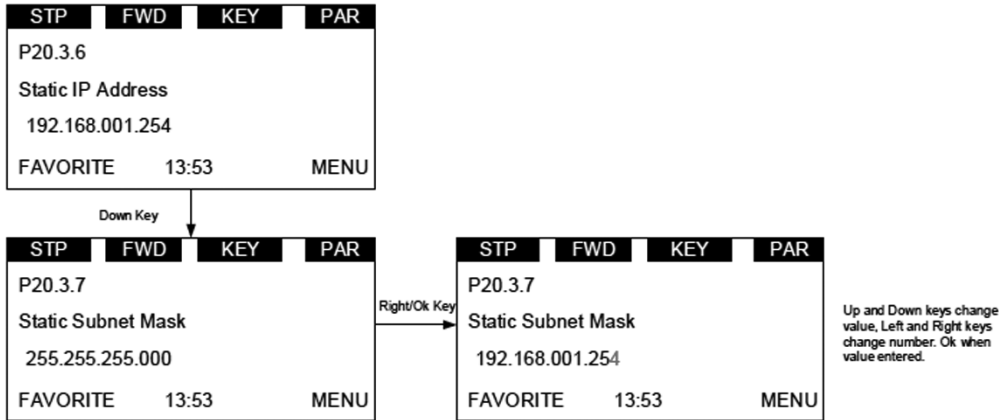 STP FWD KEY PAR
P20.3.6
Static IP Address
192.168.001.254
FAVORITE 13:53 MENU
Down Key
STP FWD KEY PAR
P20.3.7
Static Subnet Mask
255.255.255.000
FAVORITE 13:53 MENU
Right/Ok Key
STP FWD KEY PAR
P20.3.7
Static Subnet Mask
192.168.001.254
FAVORITE 13:53 MENU
Up and Down keys change
value, Left and Right keys
change number. Ok when
value entered.